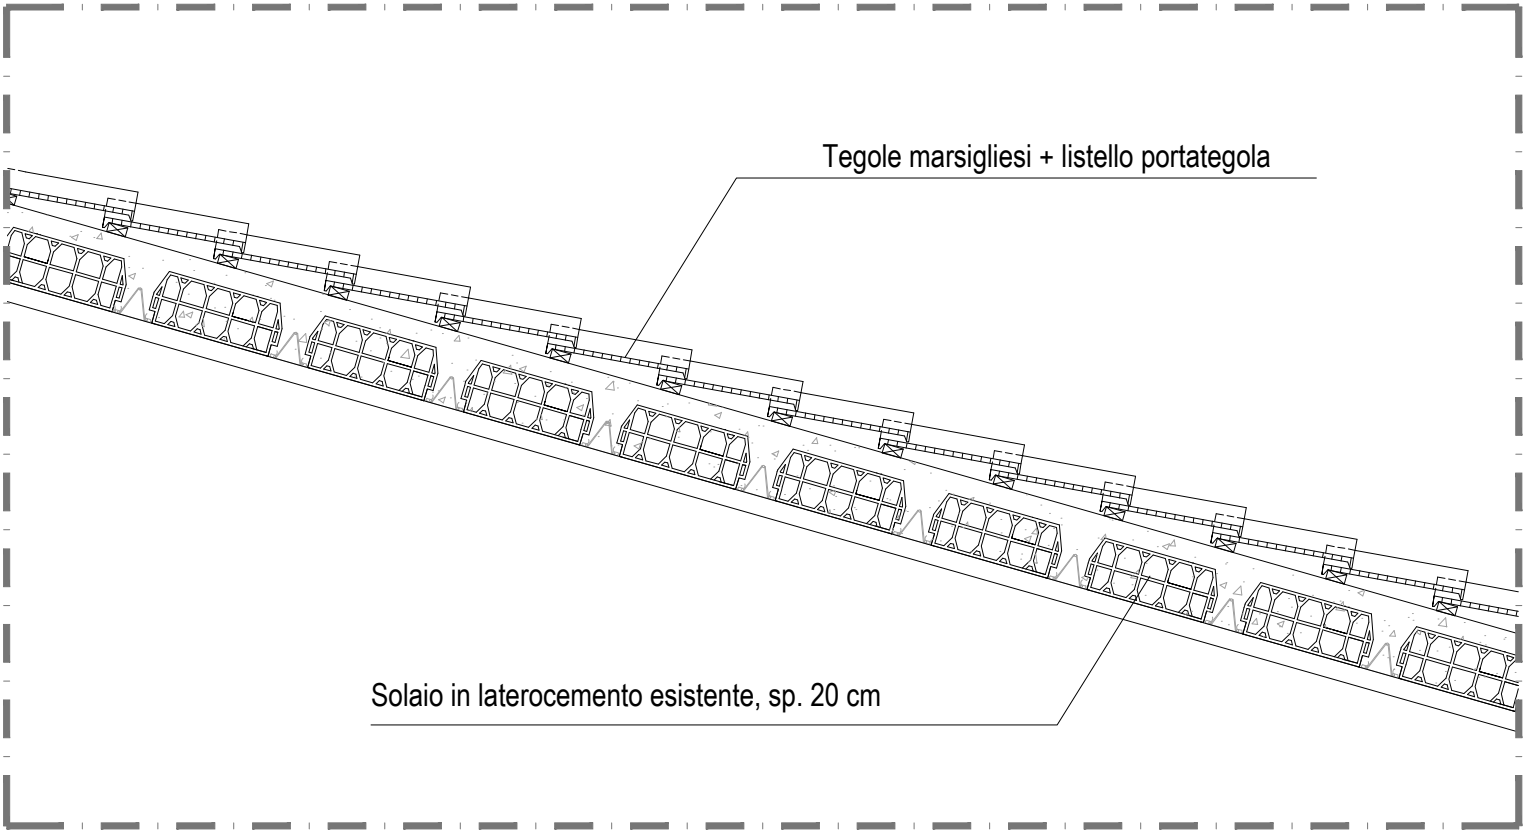 Tegole marsigliesi + listello portategola
Solaio in laterocemento esistente, sp. 20 cm